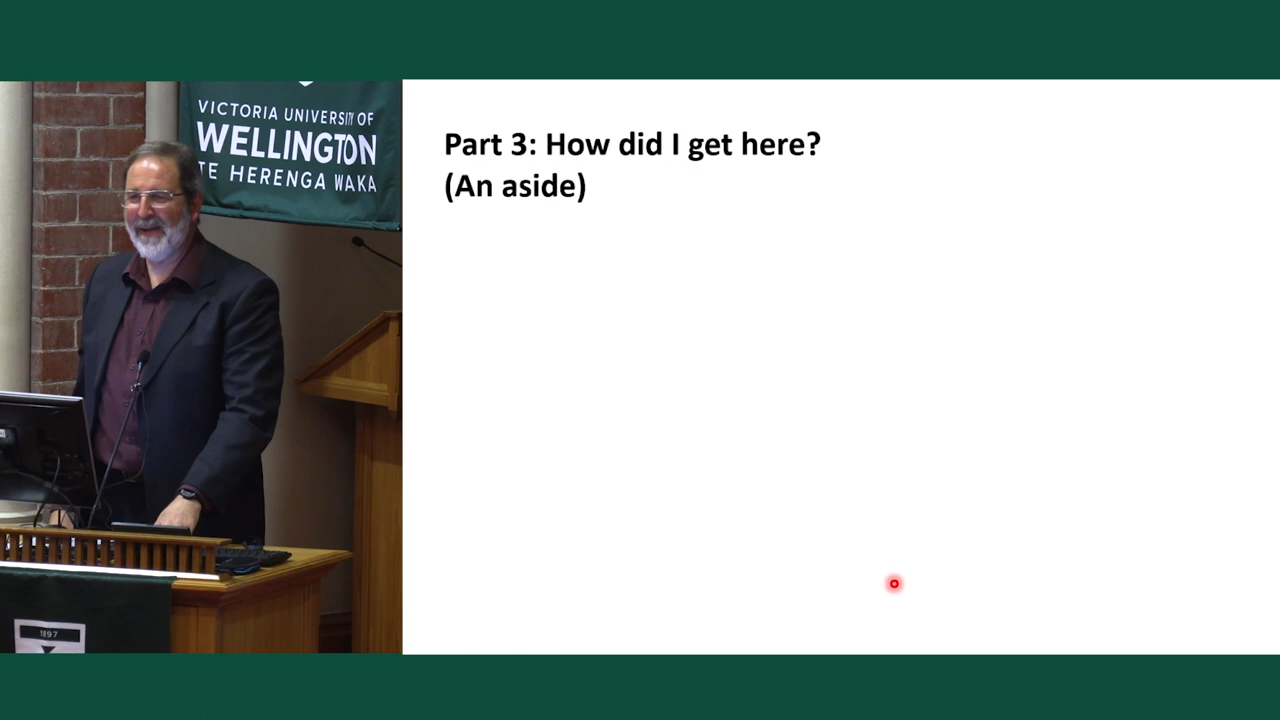 VICTORIA UNIVERSITY OF
WELLINGTON
TE HERENGA WAKA
1897
Part 3: How did I get here?
(An aside)